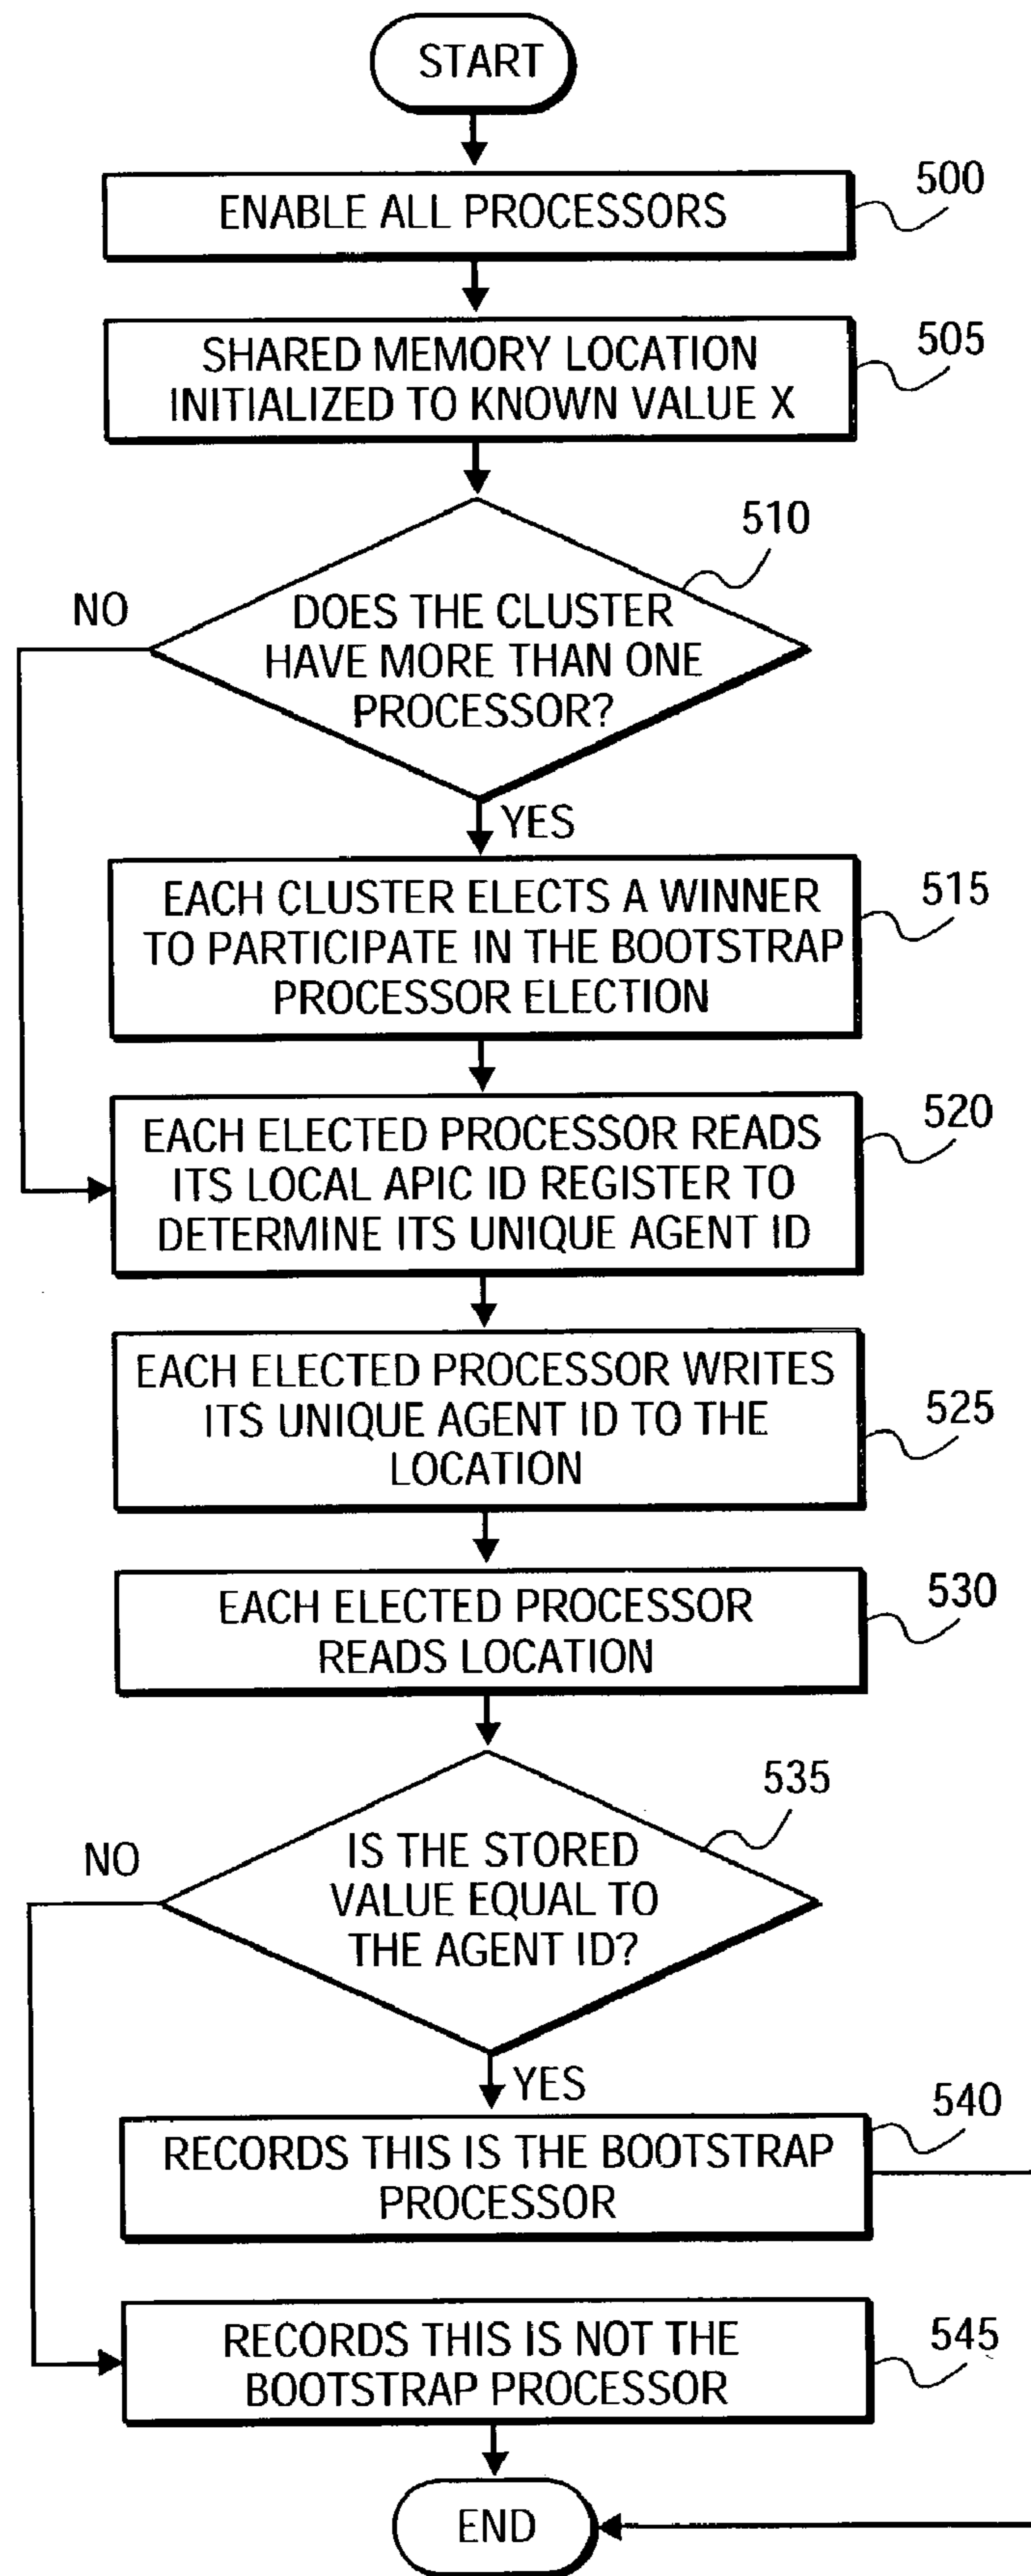 START
ENABLE ALL PROCESSORS
500
SHARED MEMORY LOCATION
INITIALIZED TO KNOWN VALUE X
505
510
NO
DOES THE CLUSTER
HAVE MORE THAN ONE
PROCESSOR?
YES
EACH CLUSTER ELECTS A WINNER
TO PARTICIPATE IN THE BOOTSTRAP
PROCESSOR ELECTION
515
EACH ELECTED PROCESSOR READS
ITS LOCAL APIC ID REGISTER TO
DETERMINE ITS UNIQUE AGENT ID
520
EACH ELECTED PROCESSOR WRITES
ITS UNIQUE AGENT ID TO THE
LOCATION
525
EACH ELECTED PROCESSOR
READS LOCATION
530
535
NO
IS THE STORED
VALUE EQUAL TO
THE AGENT ID?
YES
RECORDS THIS IS THE BOOTSTRAP
PROCESSOR
540
RECORDS THIS IS NOT THE
BOOTSTRAP PROCESSOR
545
END